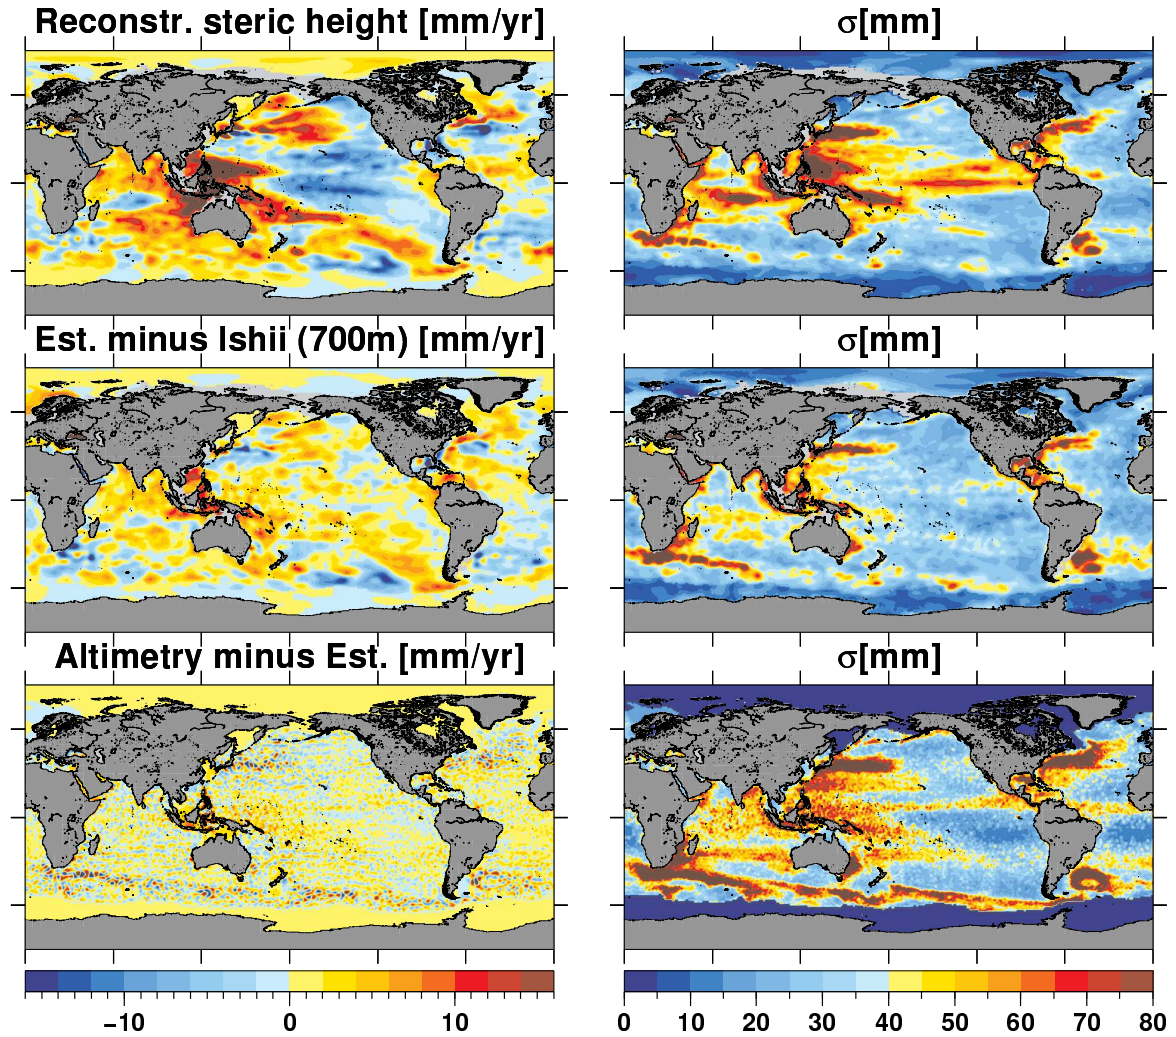 Reconstr. steric height [mm/yr]
σ[mm]
Est. minus Ishii (700m) [mm/yr]
σ[mm]
Altimetry minus Est. [mm/yr]
σ[mm]
−10 0 10
0 10 20 30 40 50 60 70 80